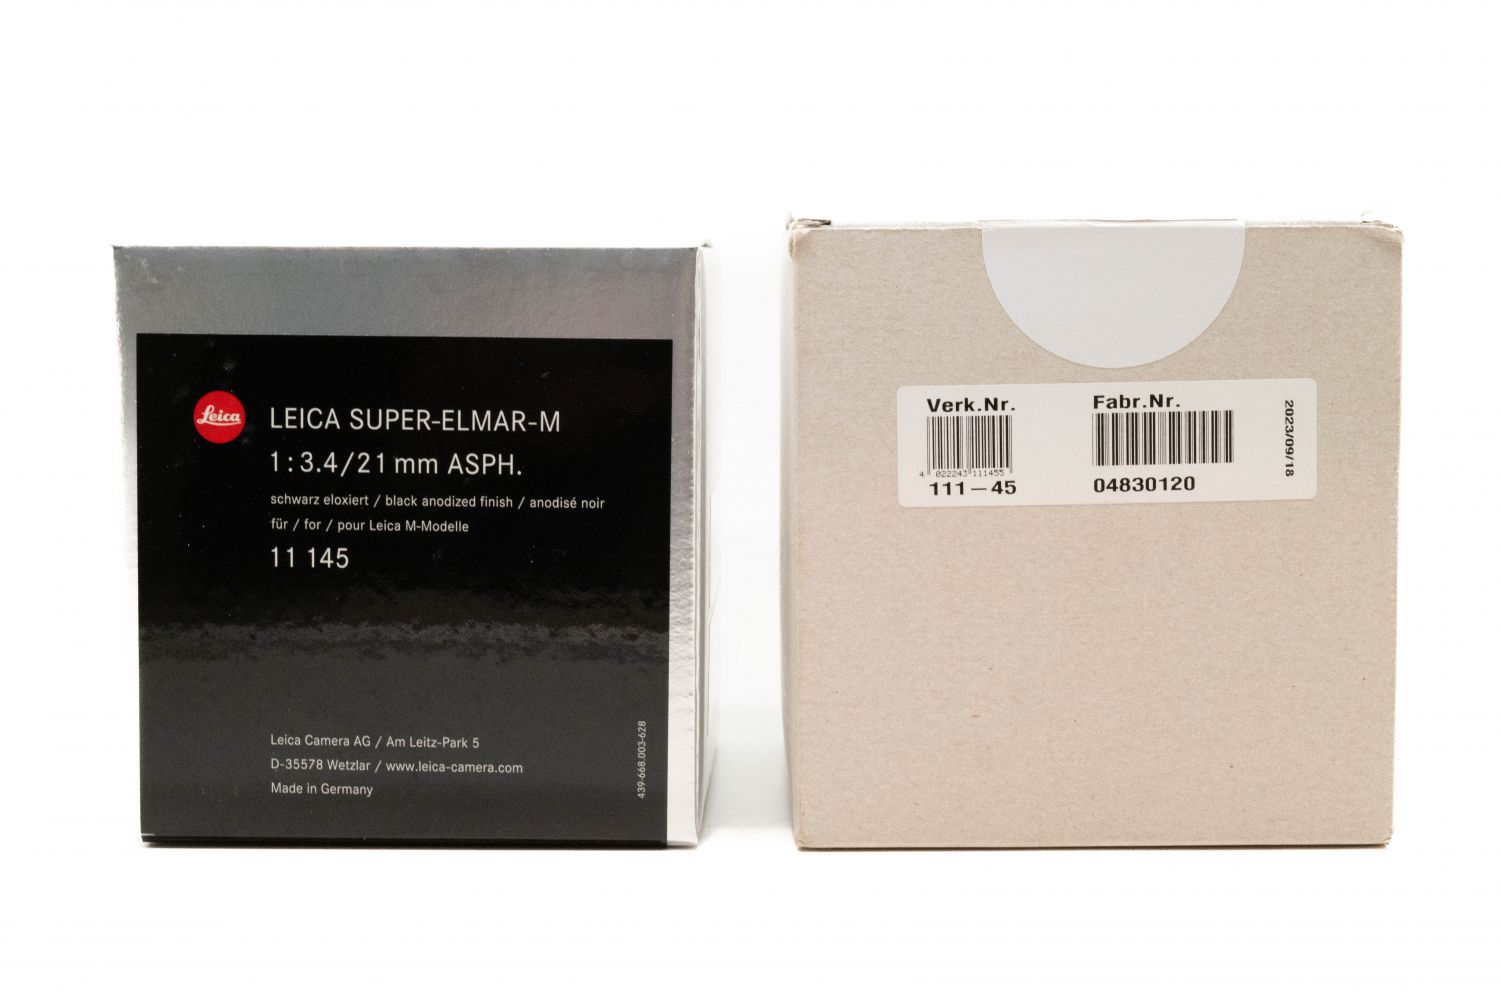 Leica
LEICA SUPER-ELMAR-M
1:3.4/21 mm ASPH.
schwarz eloxiert / black anodized finish / anodisé noir
für / for / pour Leica M-Modelle
11 145
Leica Camera AG / Am Leitz-Park 5
D-35578 Wetzlar / www.leica-camera.com
Made in Germany
439-668.003-628
Verk.Nr.
4 022243 111455
111-45
Fabr.Nr.
04830120
2023/09/18